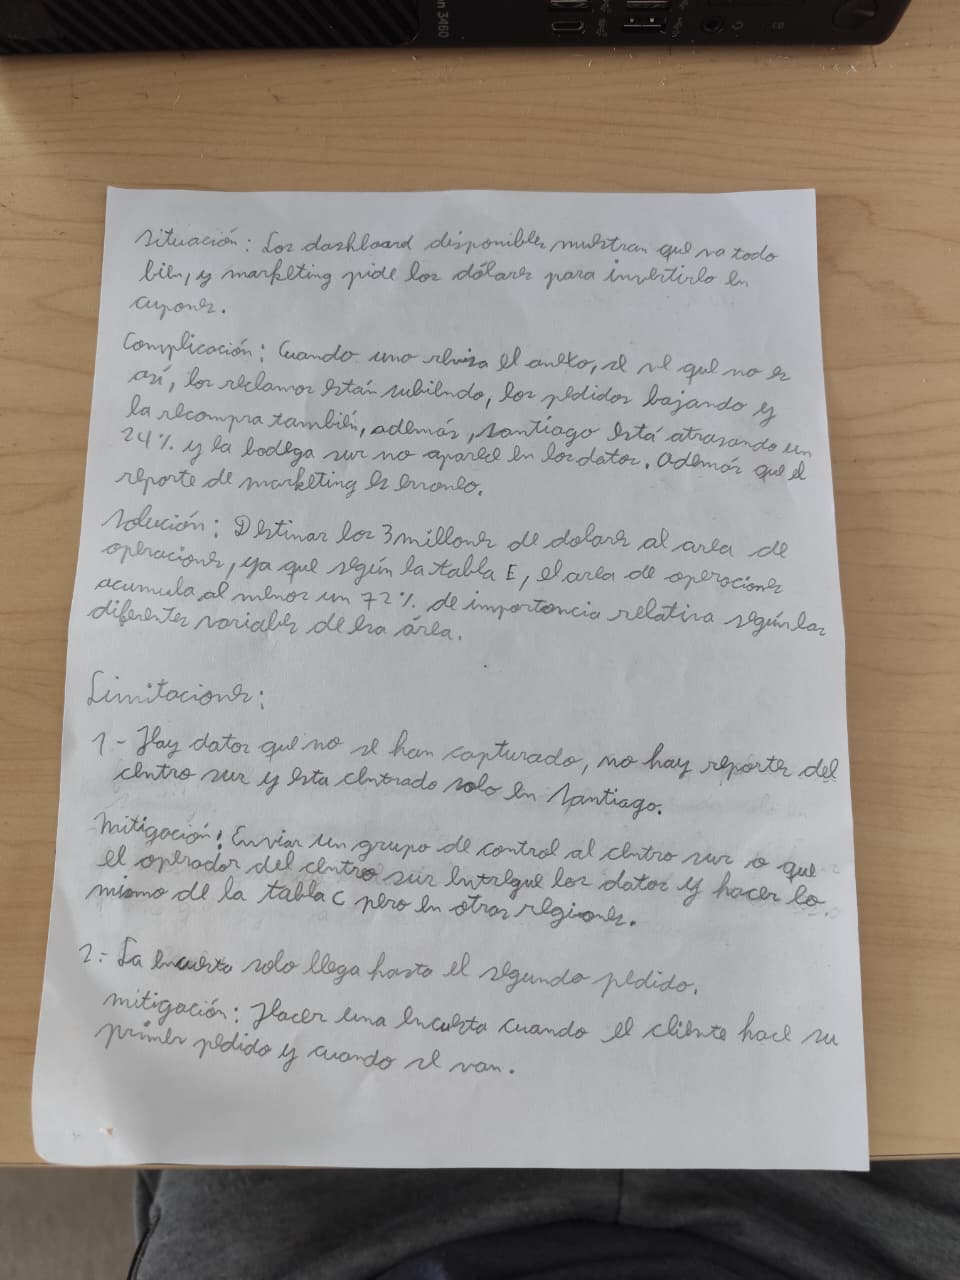 n 3460
Situación: Los dashboard disponibles muestran que va todo
bien, y marketing pide los dólares para invertirlo en
cupones.
Complicación: Cuando uno revisa el anexo, se ve que no es
así, los reclamos están subiendo, los pedidos bajando y
la recompra también, además, Santiago está atrasando un
24% y la bodega sur no aparece en los datos. Además que el
reporte de marketing es erroneo.
Solución: Destinar los 3 millones de dolares al area de
operaciones, ya que según la tabla E, el area de operaciones
acumula al menos un 72% de importancia relativa según las
diferentes variables de esa área.
Limitaciones:
1- Hay datos que no se han capturado, no hay reportes del
centro sur y esta centrado solo en Santiago.
Mitigación: Enviar un grupo de control al centro sur o que
el operador del centro sur entregue los datos y hacer lo
mismo de la tabla C pero en otras regiones.
2- La encuesta solo llega hasta el segundo pedido.
Mitigación: Hacer una encuesta cuando el cliente hace su
primer pedido y cuando se van.